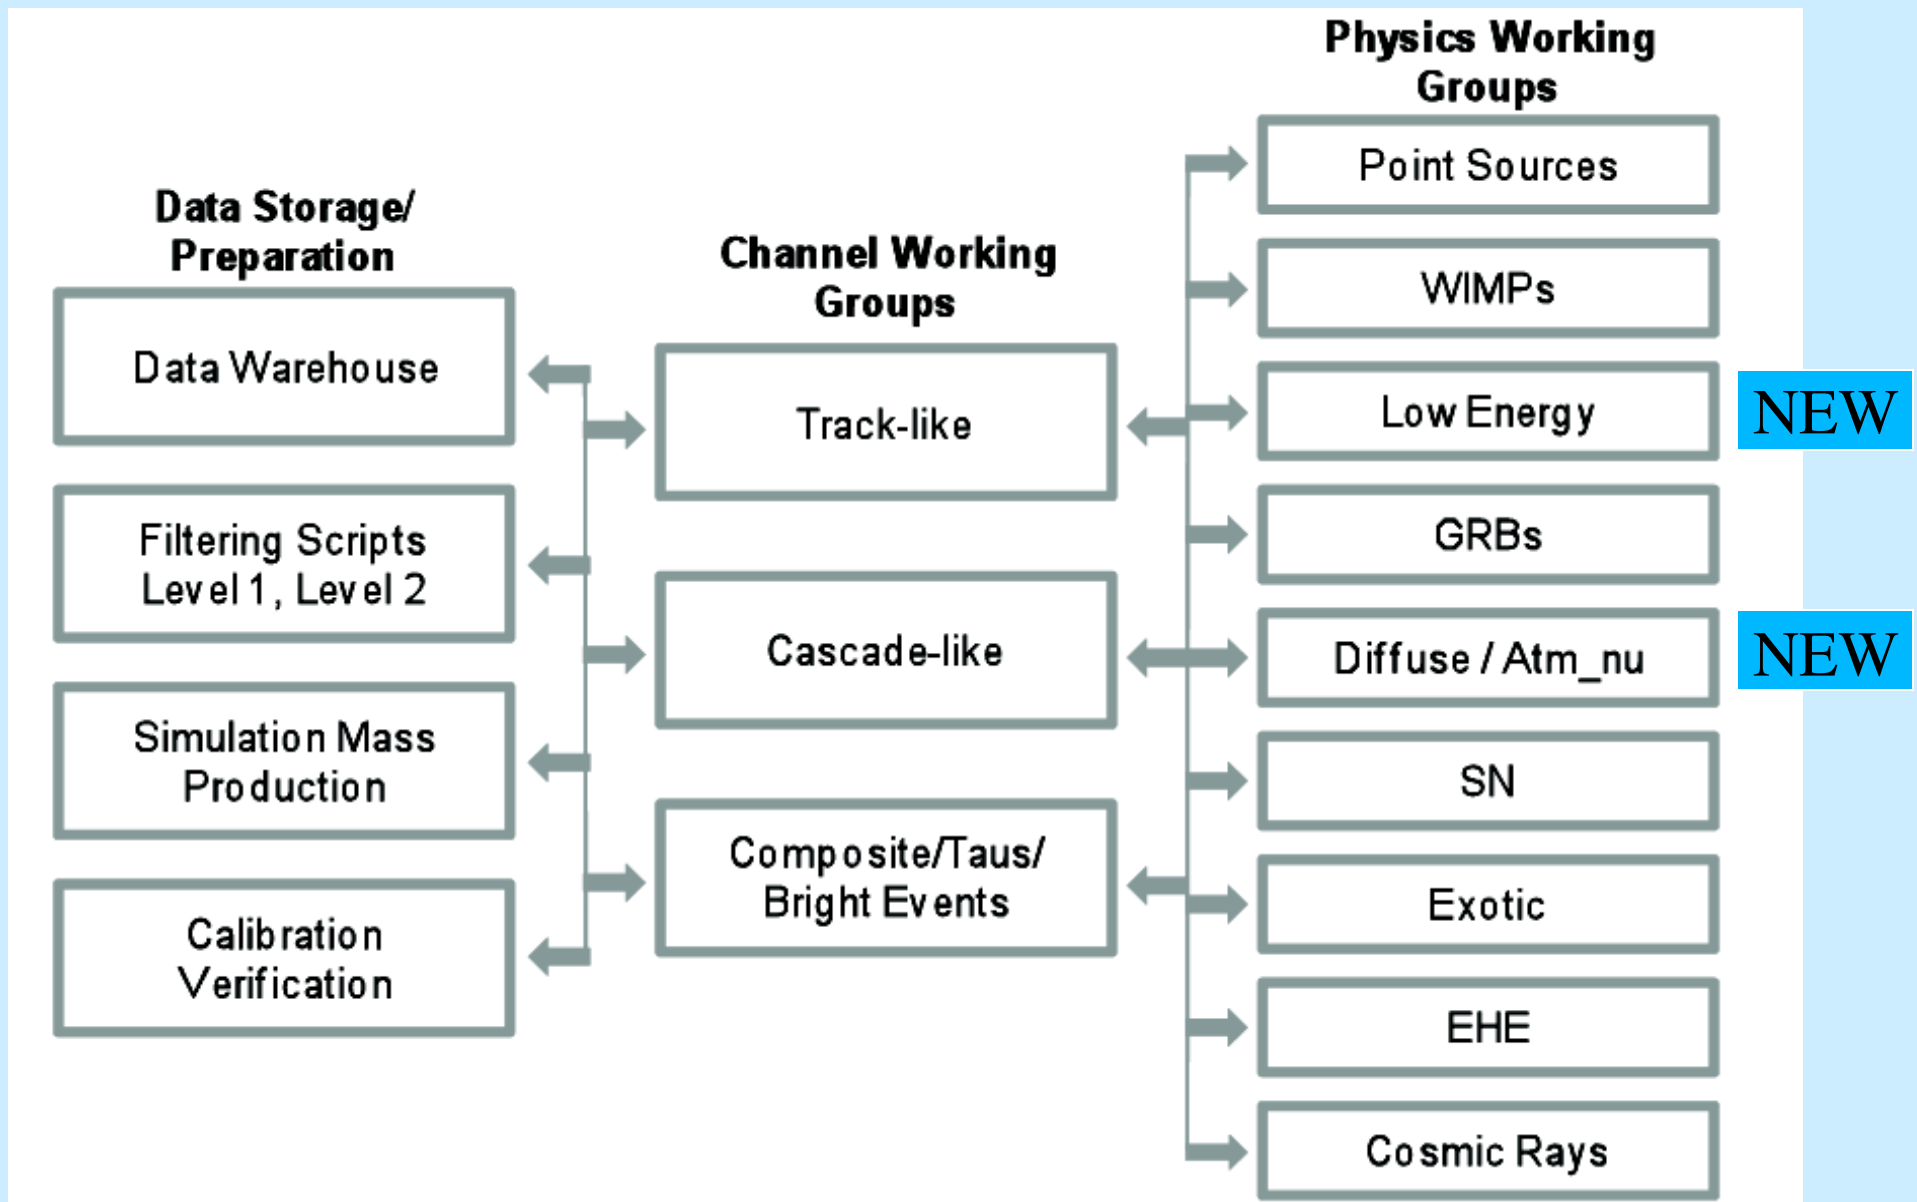 Data Storage/
Preparation
Data Warehouse
Filtering Scripts
Level 1, Level 2
Simulation Mass
Production
Calibration
Verification
Channel Working
Groups
Track-like
Cascade-like
Composite/Taus/
Bright Events
Physics Working
Groups
Point Sources
WIMPs
Low Energy
NEW
GRBs
Diffuse / Atm_nu
NEW
SN
Exotic
EHE
Cosmic Rays